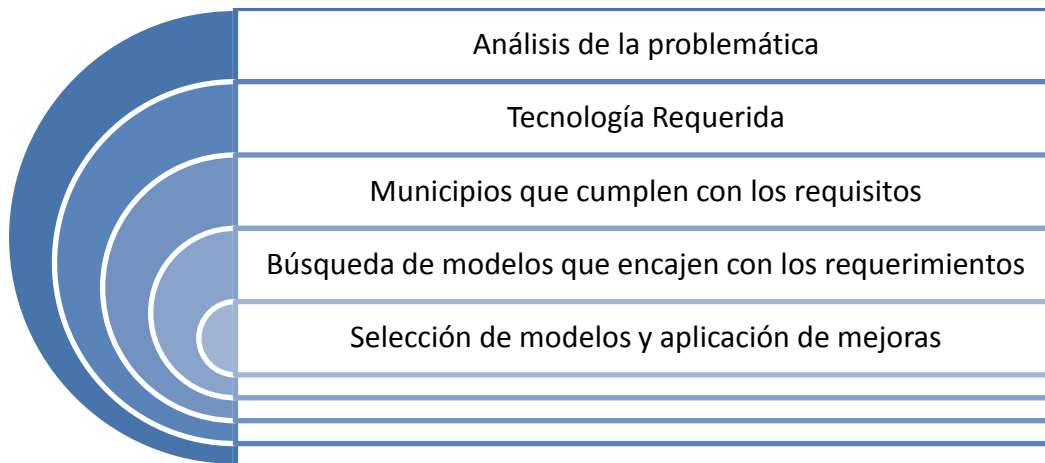 Análisis de la problemática
Tecnología Requerida
Municipios que cumplen con los requisitos
Búsqueda de modelos que encajen con los requerimientos
Selección de modelos y aplicación de mejoras